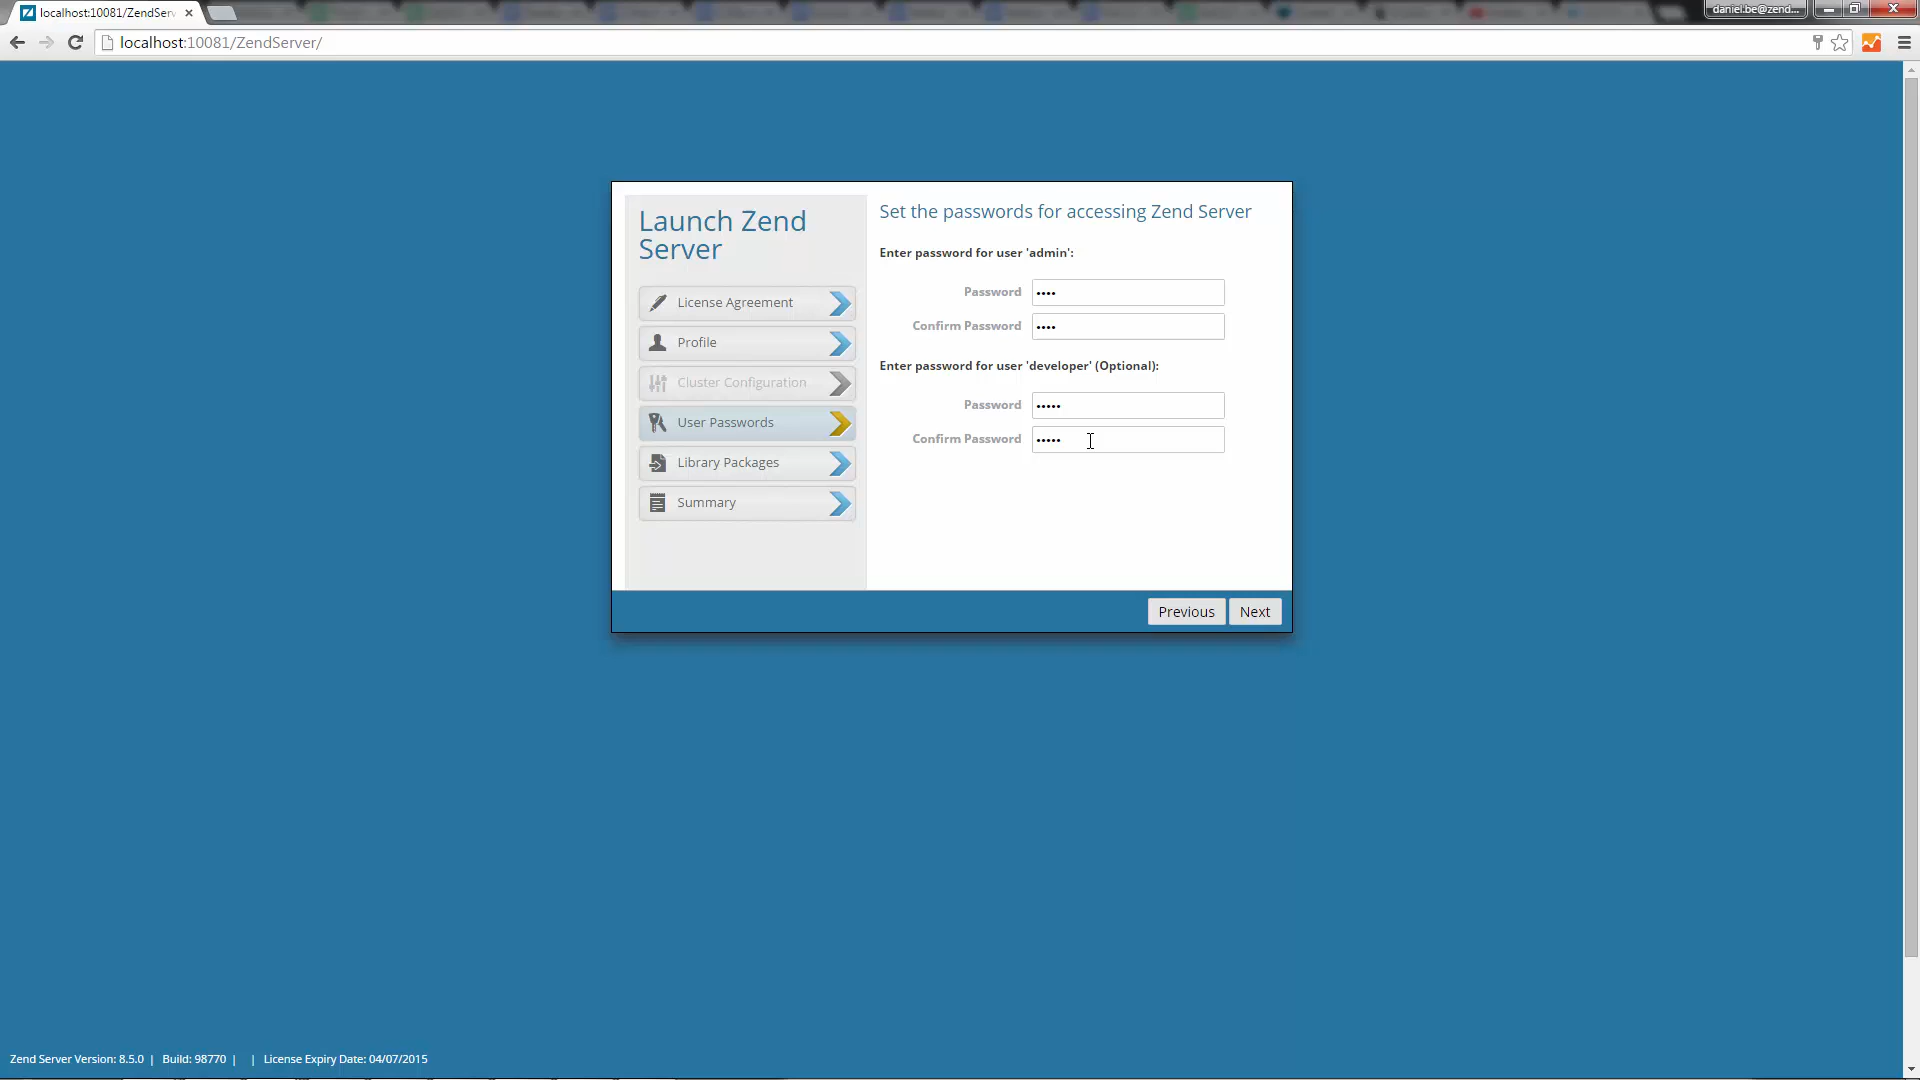 localhost:10081/ZendServ
daniel.be@zend...
localhost:10081/ZendServer/
Launch Zend
Server
License Agreement
Profile
Cluster Configuration
User Passwords
Library Packages
Summary
Set the passwords for accessing Zend Server
Enter password for user 'admin':
Password ••••
Confirm Password ••••
Enter password for user 'developer' (Optional):
Password •••••
Confirm Password •••••
Previous Next
Zend Server Version: 8.5.0 | Build: 98770 | | License Expiry Date: 04/07/2015